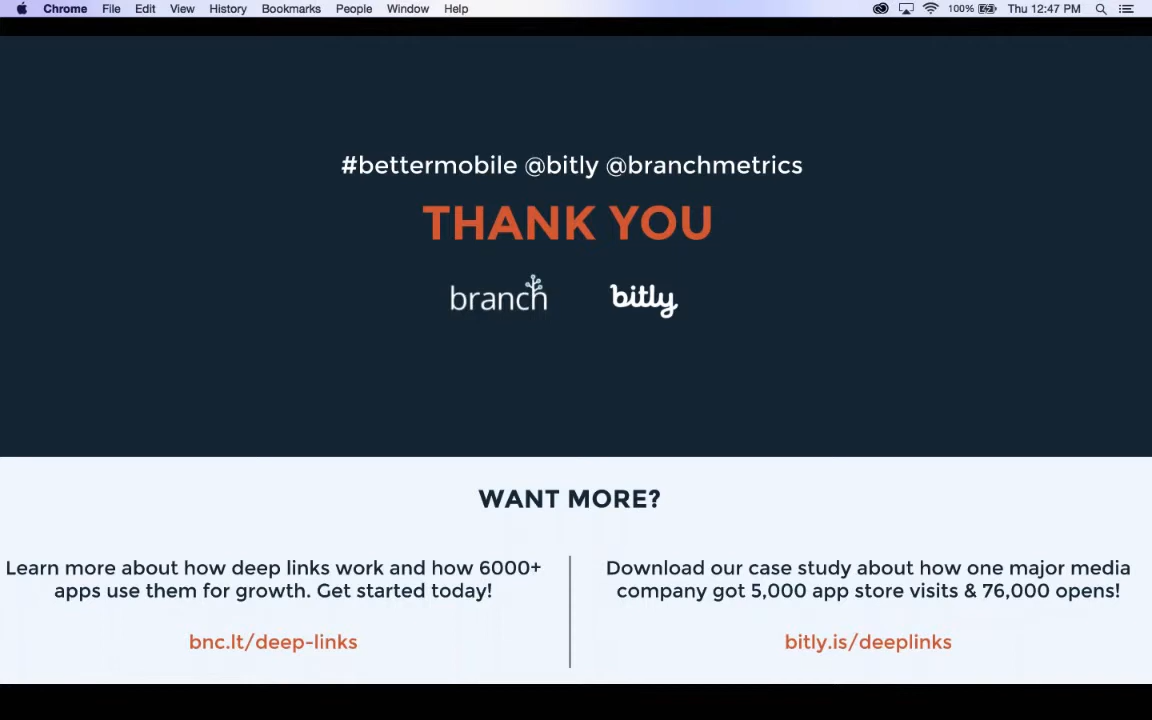 Chrome File Edit View History Bookmarks People Window Help 100% Thu 12:47 PM
#bettermobile @bitly @branchmetrics
THANK YOU
branch bitly
WANT MORE?
Learn more about how deep links work and how 6000+
apps use them for growth. Get started today!
bnc.lt/deep-links
Download our case study about how one major media
company got 5,000 app store visits & 76,000 opens!
bitly.is/deeplinks